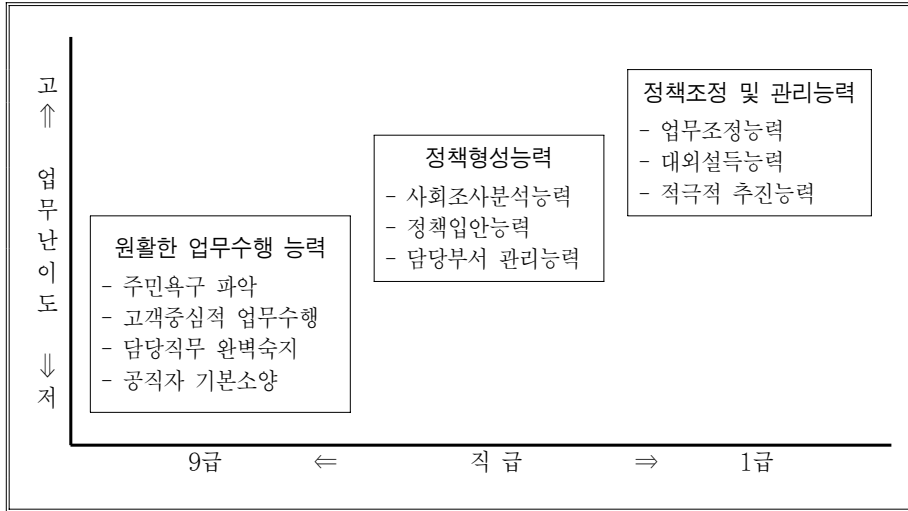 고
⇑
업
무
난
이
도
⇓
저
원활한 업무수행 능력
- 주민욕구 파악
- 고객중심적 업무수행
- 담당직무 완벽숙지
- 공직자 기본소양
정책형성능력
- 사회조사분석능력
- 정책입안능력
- 담당부서 관리능력
정책조정 및 관리능력
- 업무조정능력
- 대외설득능력
- 적극적 추진능력
9급 ⇐ 직 급 ⇒ 1급